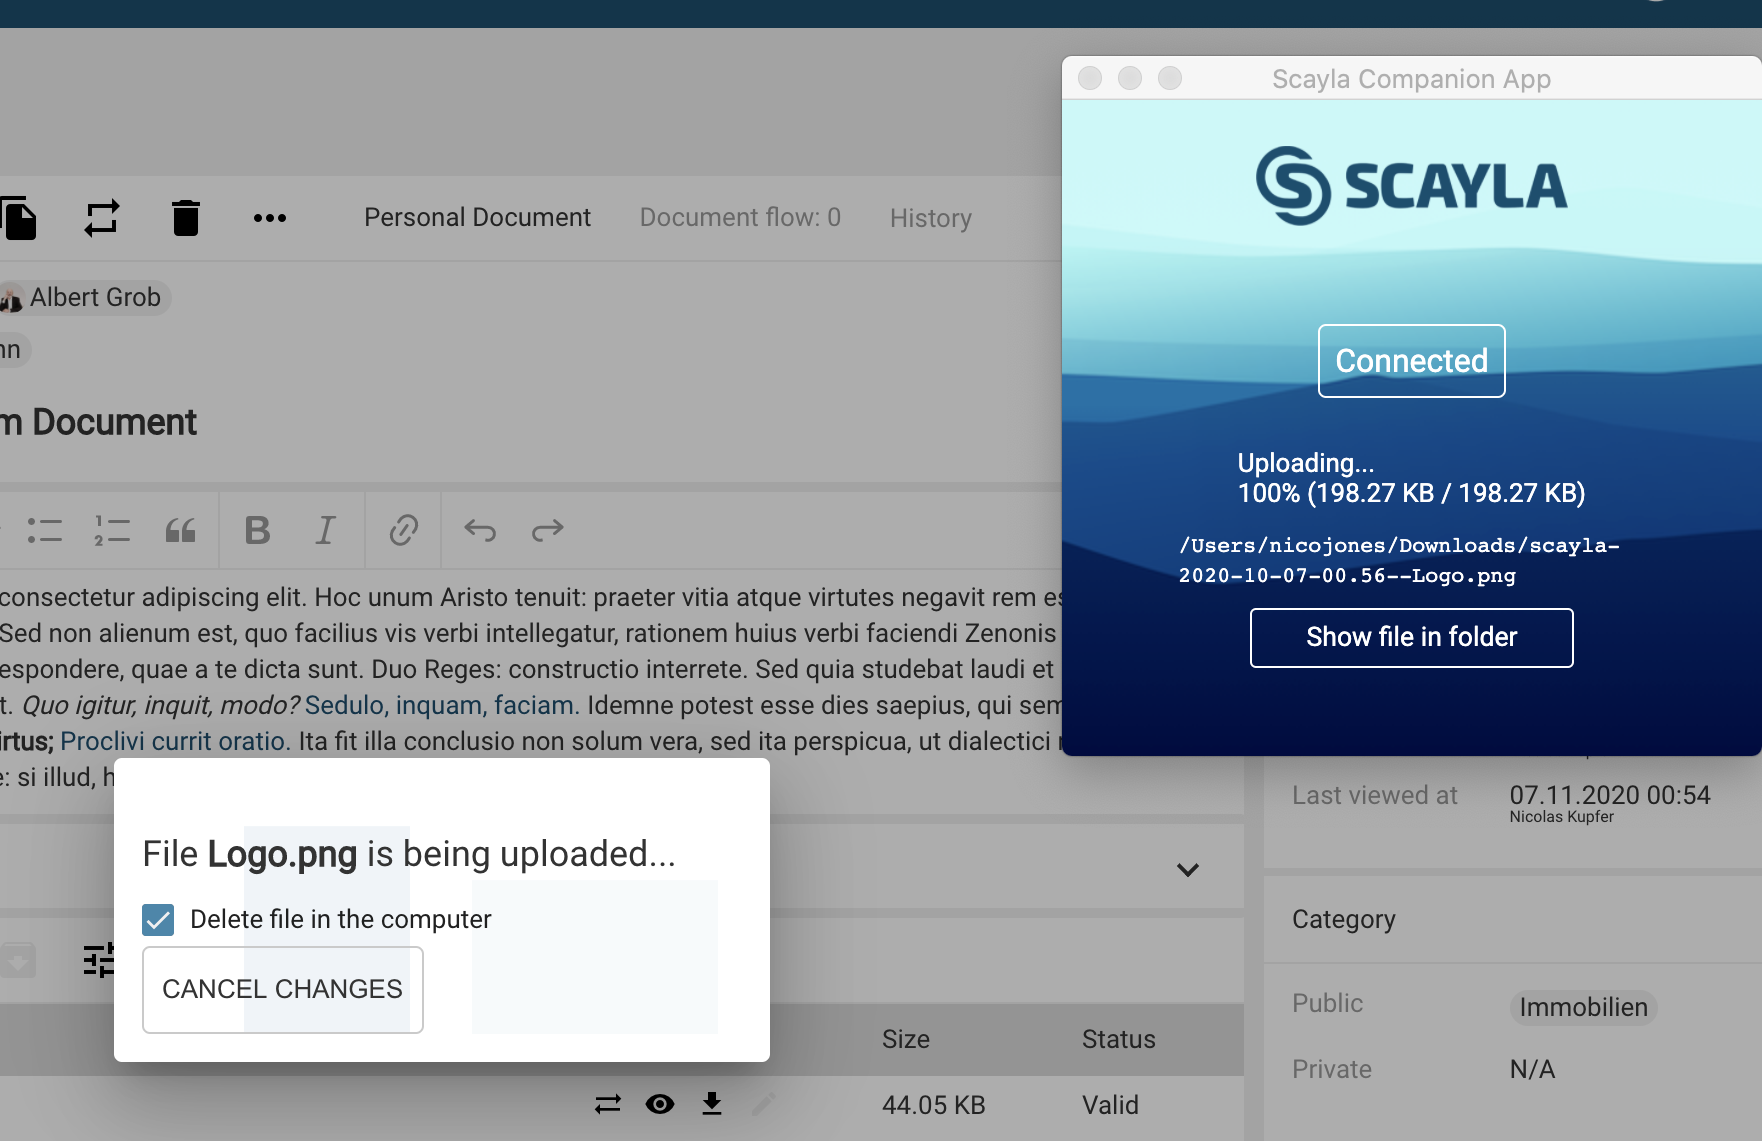 Scayla Companion App
SCAYLA
Connected
Uploading...
100% (198.27 KB / 198.27 KB)
/Users/nicojones/Downloads/scayla-
2020-10-07-00.56--Logo.png
Show file in folder
Personal Document Document flow: 0 History
Albert Grob
nn
m Document
B I
consectetur adipiscing elit. Hoc unum Aristo tenuit: praeter vitia atque virtutes negavit rem es
Sed non alienum est, quo facilius vis verbi intellegatur, rationem huius verbi faciendi Zenonis
espondere, quae a te dicta sunt. Duo Reges: constructio interrete. Sed quia studebat laudi et
t. Quo igitur, inquit, modo? Sedulo, inquam, faciam. Idemne potest esse dies saepius, qui sem
irtus; Proclivi currit oratio. Ita fit illa conclusio non solum vera, sed ita perspicua, ut dialectici
e: si illud, h
File Logo.png is being uploaded...
Delete file in the computer
CANCEL CHANGES
Size Status
44.05 KB Valid
Last viewed at 07.11.2020 00:54
Nicolas Kupfer
Category
Public Immobilien
Private N/A